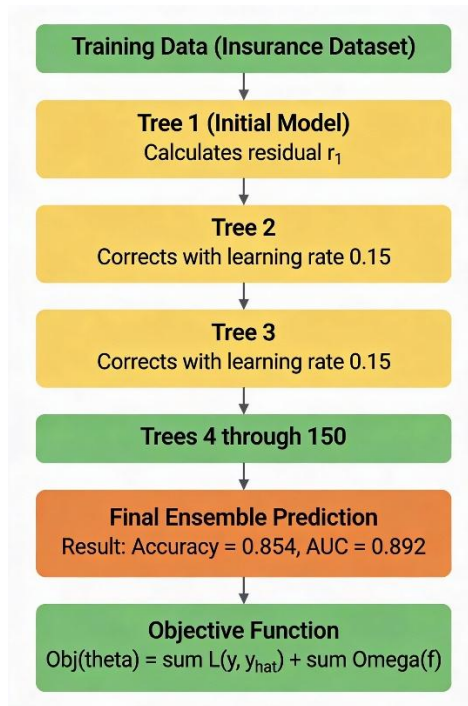 Training Data (Insurance Dataset)
Tree 1 (Initial Model)
Calculates residual r₁
Tree 2
Corrects with learning rate 0.15
Tree 3
Corrects with learning rate 0.15
Trees 4 through 150
Final Ensemble Prediction
Result: Accuracy = 0.854, AUC = 0.892
Objective Function
Obj(theta) = sum L(y, y_hat) + sum Omega(f)